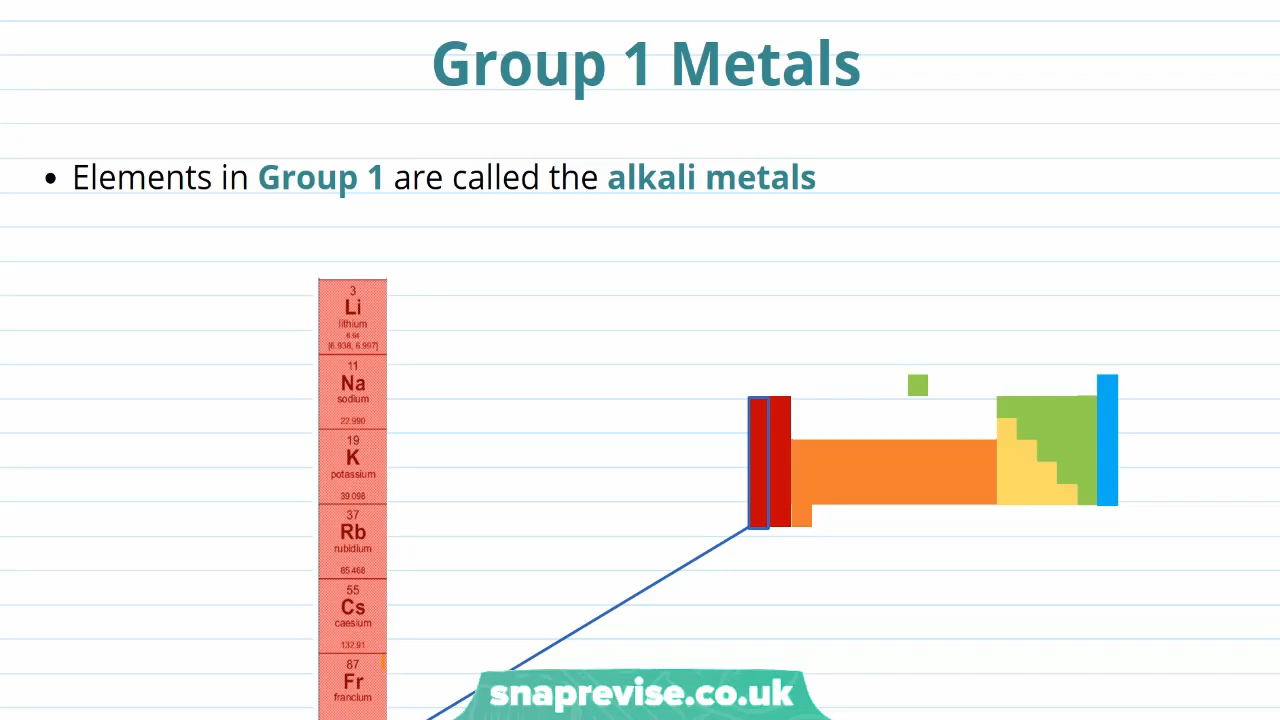 Group 1 Metals
• Elements in Group 1 are called the alkali metals
3
Li
lithium
6.94
[6.938, 6.997]
11
Na
sodium
22.990
19
K
potassium
39.098
37
Rb
rubidium
85.468
55
Cs
caesium
132.91
87
Fr
francium
snaprevise.co.uk